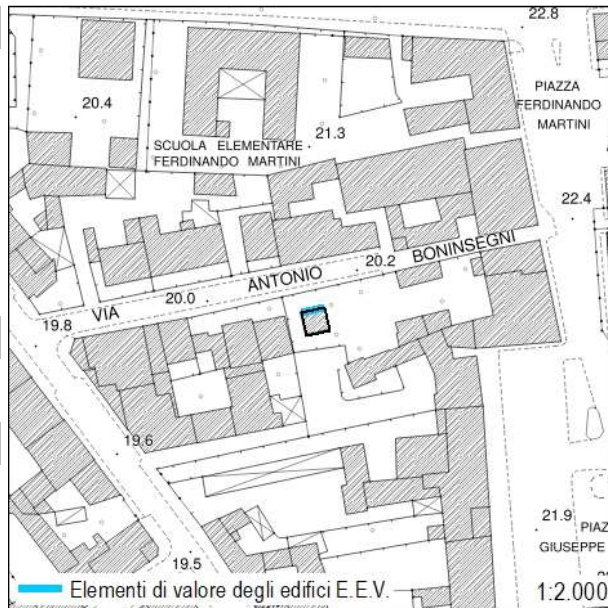 22.8
PIAZZA
FERDINANDO
MARTINI
20.4
21.3
SCUOLA ELEMENTARE
FERDINANDO MARTINI
22.4
VIA ANTONIO BONINSEGNI
20.2
20.0
19.8
19.6
21.9
PIAZ
GIUSEPPE
19.5
Elementi di valore degli edifici E.E.V.
1:2.000